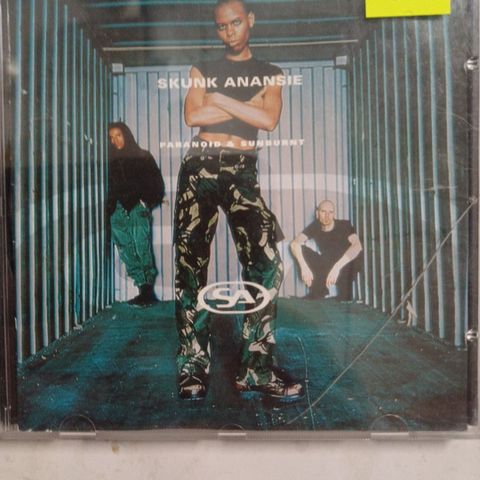 SKUNK ANANSIE
PARANOID & SUNBURNT
SA